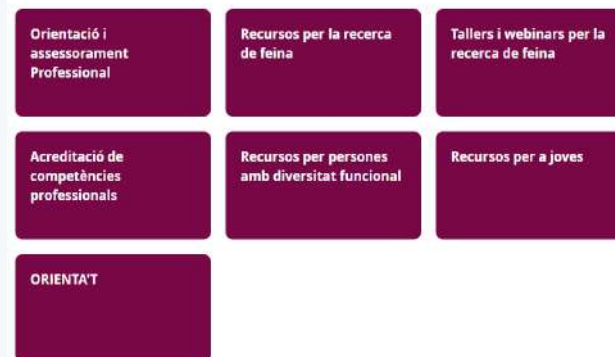 Orientació i
assessorament
Professional
Recursos per la recerca
de feina
Tallers i webinars per la
recerca de feina
Acreditació de
competències
professionals
Recursos per persones
amb diversitat funcional
Recursos per a joves
ORIENTA'T